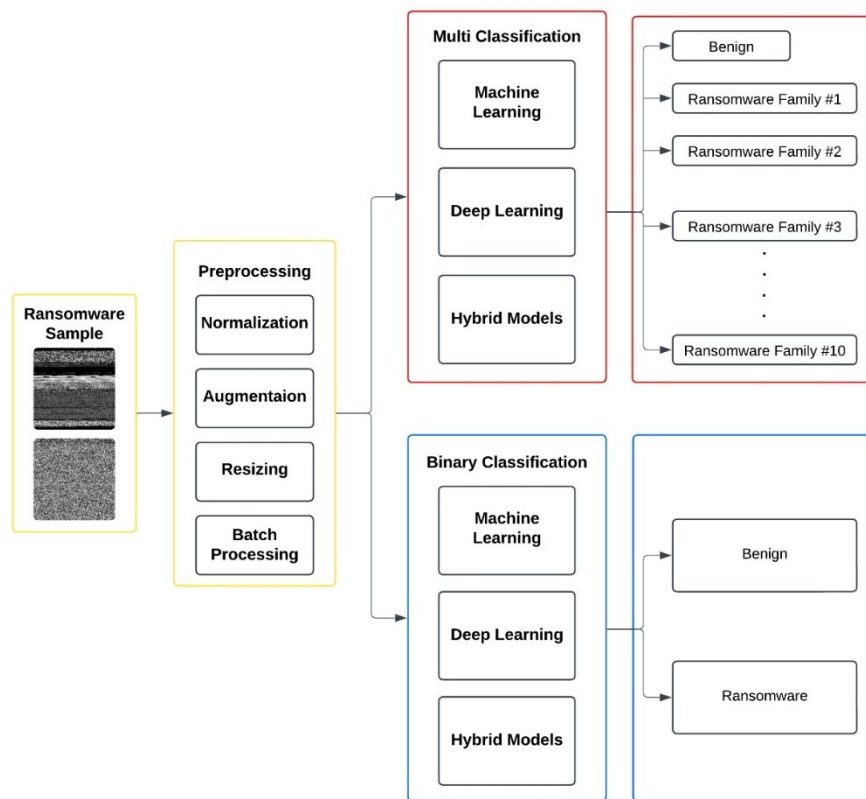 Ransomware
Sample
Preprocessing
Normalization
Augmentaion
Resizing
Batch
Processing
Multi Classification
Machine
Learning
Deep Learning
Hybrid Models
Benign
Ransomware Family #1
Ransomware Family #2
Ransomware Family #3
Ransomware Family #10
Binary Classification
Machine
Learning
Deep Learning
Hybrid Models
Benign
Ransomware